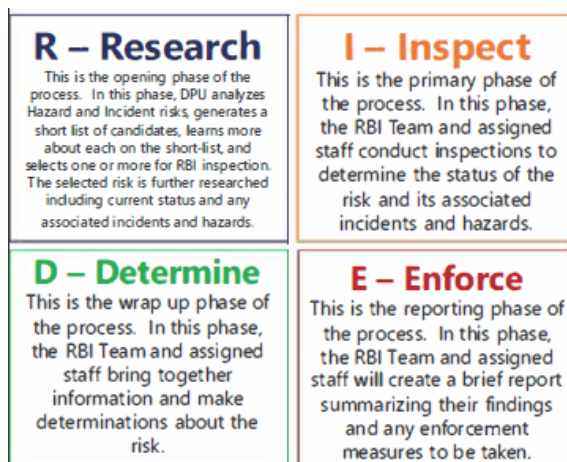 R – Research
This is the opening phase of the
process.  In this phase, DPU analyzes
Hazard and Incident risks, generates a
short list of candidates, learns more
about each on the short-list, and
selects one or more for RBI inspection.
The selected risk is further researched
including current status and any
associated incidents and hazards.
I – Inspect
This is the primary phase of
the process.  In this phase,
the RBI Team and assigned
staff conduct inspections to
determine the status of the
risk and its associated
incidents and hazards.
D – Determine
This is the wrap up phase of
the process.  In this phase,
the RBI Team and assigned
staff bring together
information and make
determinations about the
risk.
E – Enforce
This is the reporting phase of
the process.  In this phase,
the RBI Team and assigned
staff will create a brief report
summarizing their findings
and any enforcement
measures to be taken.